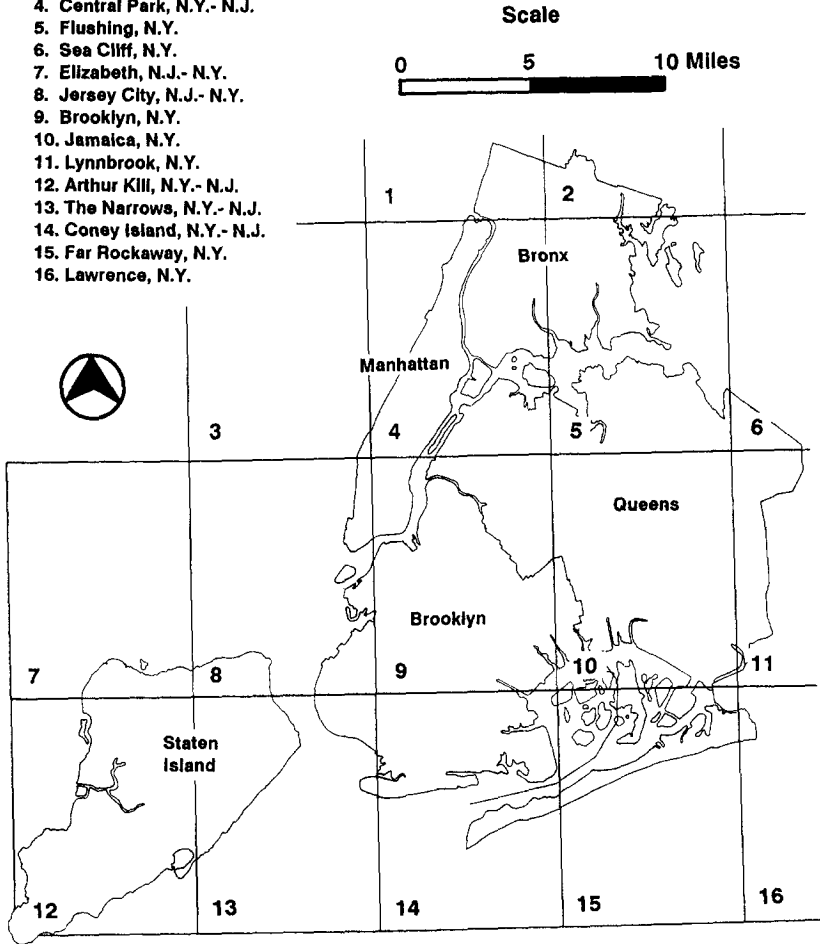 4. Central Park, N.Y.- N.J.
5. Flushing, N.Y.
6. Sea Cliff, N.Y.
7. Elizabeth, N.J.- N.Y.
8. Jersey City, N.J.- N.Y.
9. Brooklyn, N.Y.
10. Jamaica, N.Y.
11. Lynnbrook, N.Y.
12. Arthur Kill, N.Y.- N.J.
13. The Narrows, N.Y.- N.J.
14. Coney Island, N.Y.- N.J.
15. Far Rockaway, N.Y.
16. Lawrence, N.Y.
Scale
0 5 10 Miles
1 2
Bronx
Manhattan
3 4 5 6
Queens
Brooklyn
7 8 9 10 11
Staten
Island
12 13 14 15 16